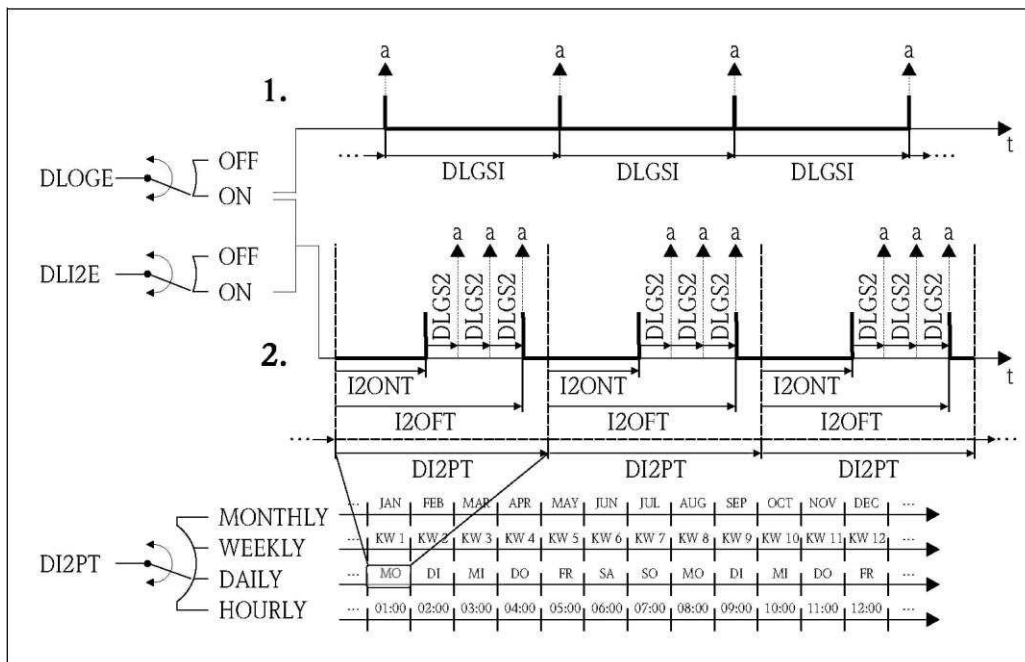 a a a a
1.
t
... ...
DLGSI DLGSI DLGSI
DLOGE OFF
ON
DLI2E OFF
ON
a a a a a a a a a
DLGS2 DLGS2 DLGS2 DLGS2 DLGS2 DLGS2 DLGS2 DLGS2 DLGS2
2.
t
I2ONT I2ONT I2ONT
I2OFT I2OFT I2OFT
... ...
DI2PT DI2PT DI2PT
DI2PT
MONTHLY ... JAN FEB MAR APR MAY JUN JUL AUG SEP OCT NOV DEC ...
WEEKLY ... KW 1 KW 2 KW 3 KW 4 KW 5 KW 6 KW 7 KW 8 KW 9 KW 10 KW 11 KW 12 ...
DAILY ... MO DI MI DO FR SA SO MO DI MI DO FR ...
HOURLY ... 01:00 02:00 03:00 04:00 05:00 06:00 07:00 08:00 09:00 10:00 11:00 12:00 ...